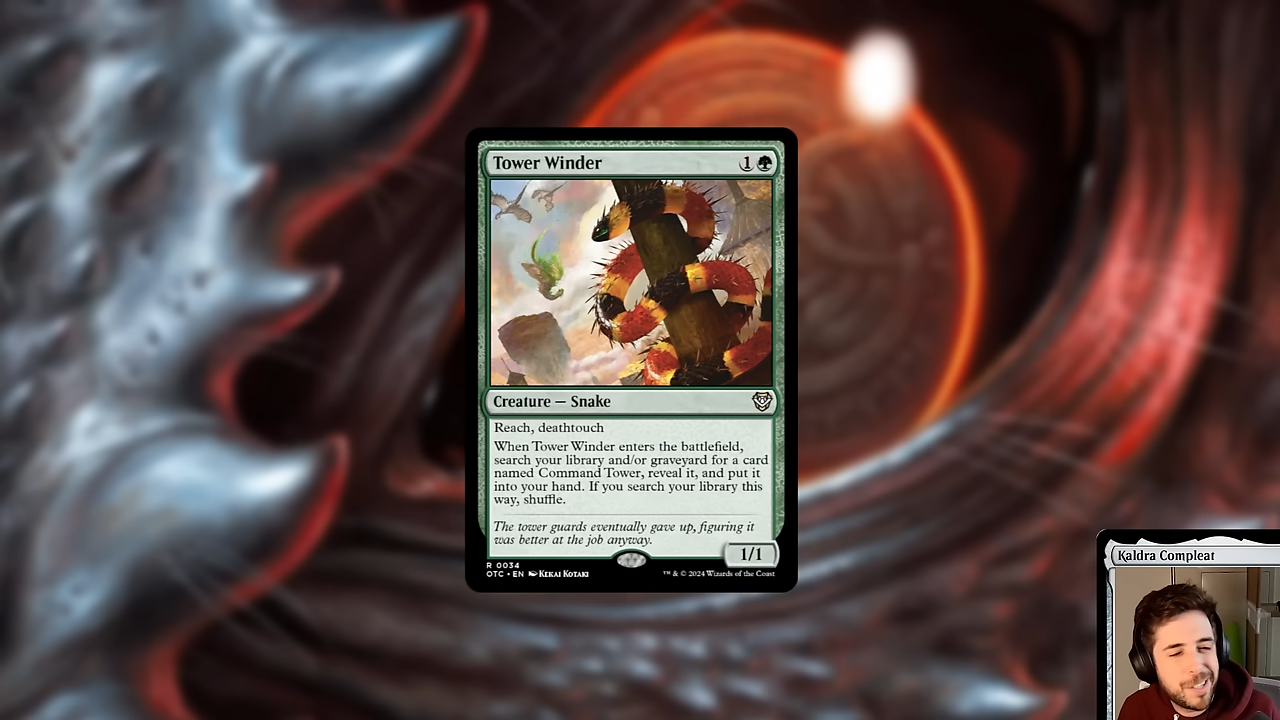 Tower Winder 1
Creature — Snake
Reach, deathtouch
When Tower Winder enters the battlefield,
search your library and/or graveyard for a card
named Command Tower, reveal it, and put it
into your hand. If you search your library this
way, shuffle.
The tower guards eventually gave up, figuring it
was better at the job anyway.
1/1
R 0034
OTC • EN Kekai Kotaki
™ & © 2024 Wizards of the Coast
Kaldra Compleat